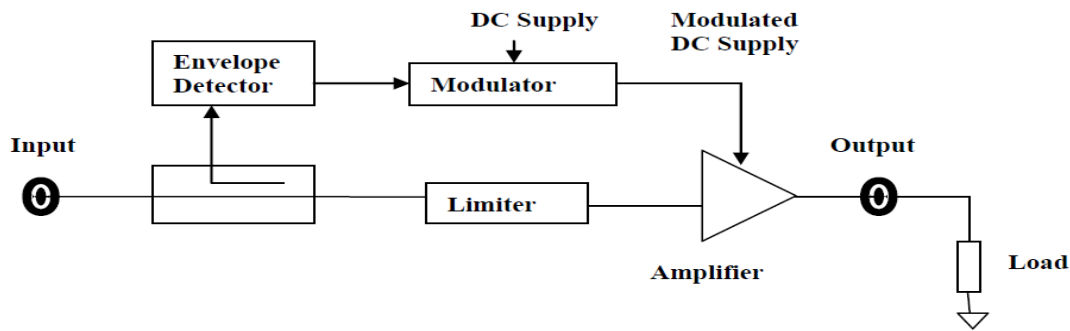 DC Supply
Modulated
DC Supply
Envelope
Detector
Modulator
Input
Output
Limiter
Amplifier
Load